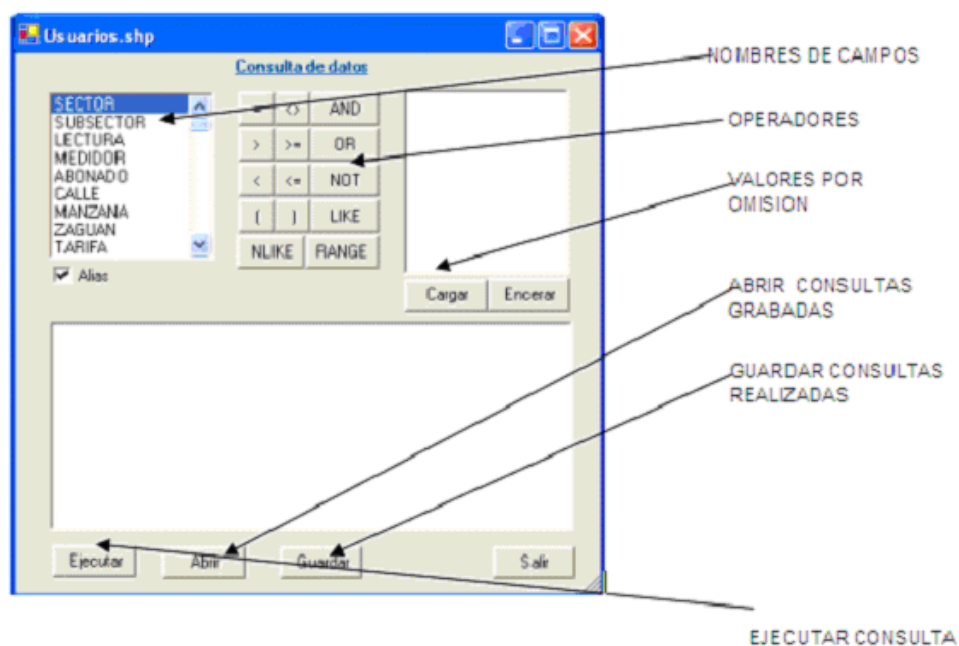 Usuarios.shp
Consulta de datos
NOMBRES DE CAMPOS
SECTOR
SUBSECTOR
LECTURA
MEDIDOR
ABONADO
CALLE
MANZANA
ZAGUAN
TARIFA
Alias
= <> AND
> >= OR
< <= NOT
( ) LIKE
NLIKE RANGE
OPERADORES
VALORES POR
OMISION
Cargar Encerar
ABRIR CONSULTAS
GRABADAS
GUARDAR CONSULTAS
REALIZADAS
Ejecutar Abrir Guardar Salir
EJECUTAR CONSULTA